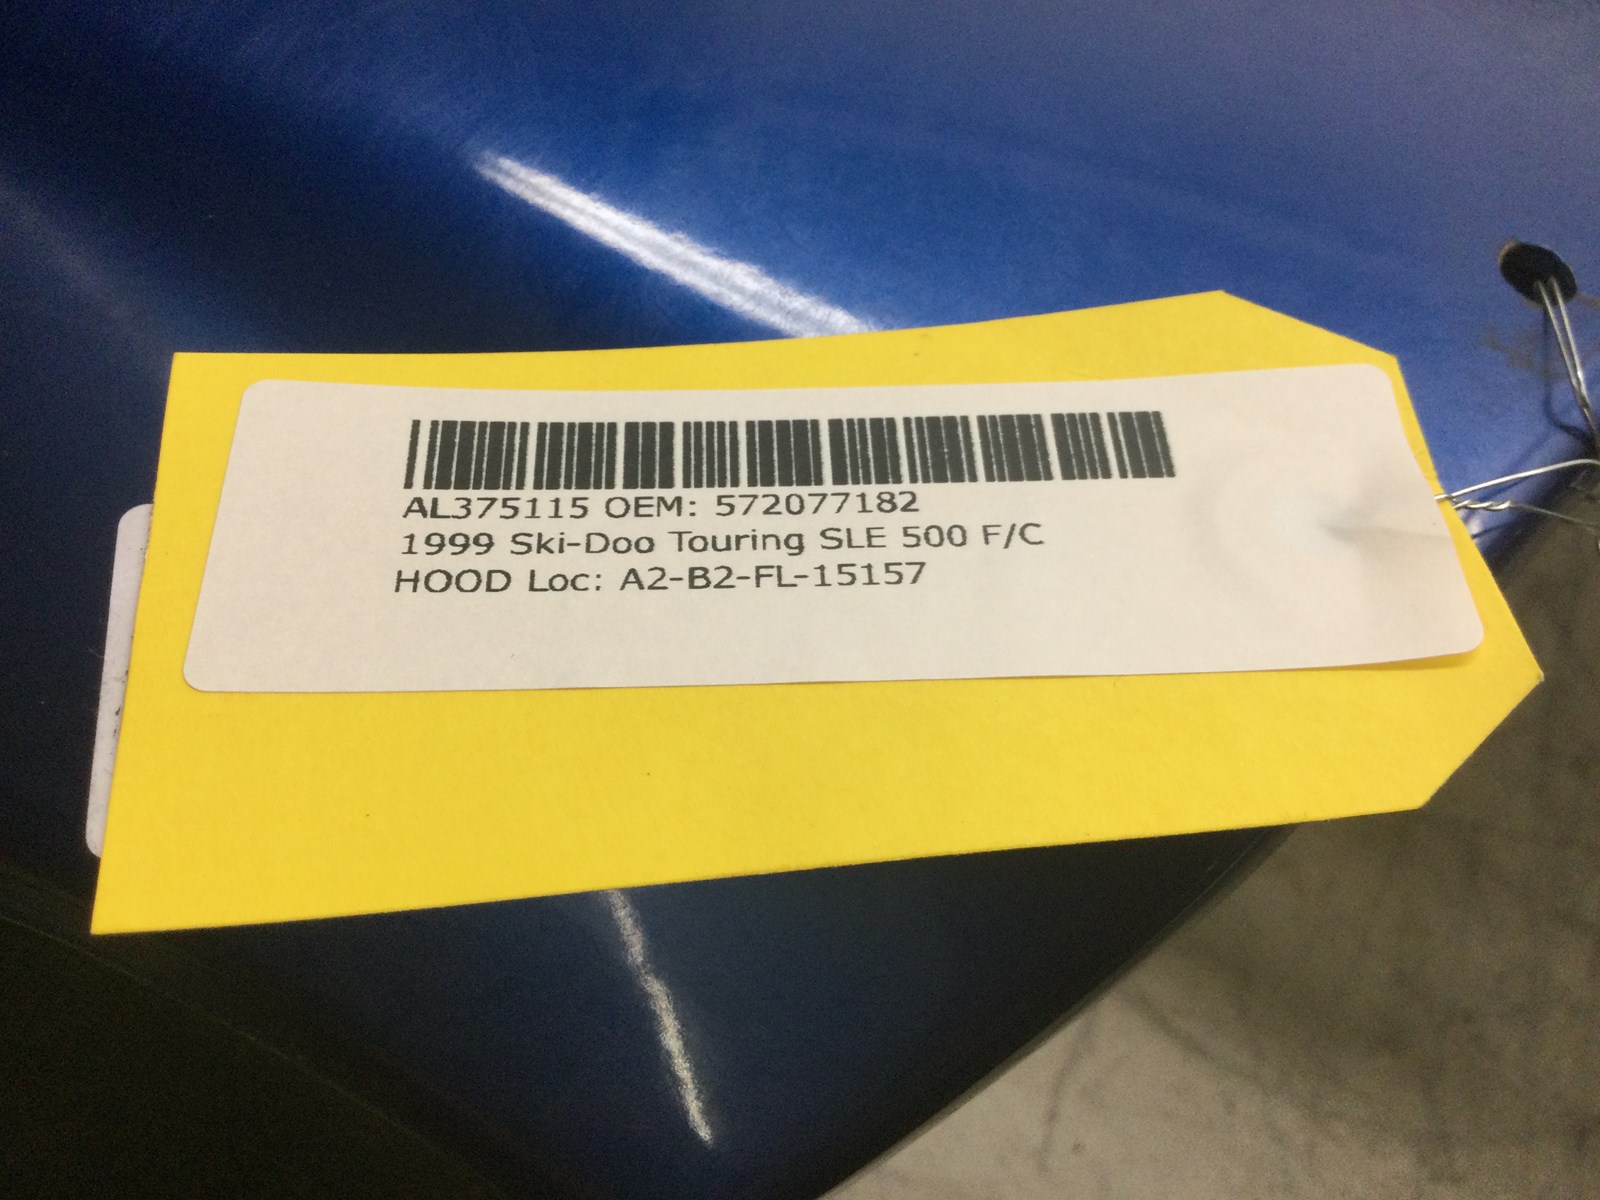 AL375115 OEM: 572077182
1999 Ski-Doo Touring SLE 500 F/C
HOOD Loc: A2-B2-FL-15157